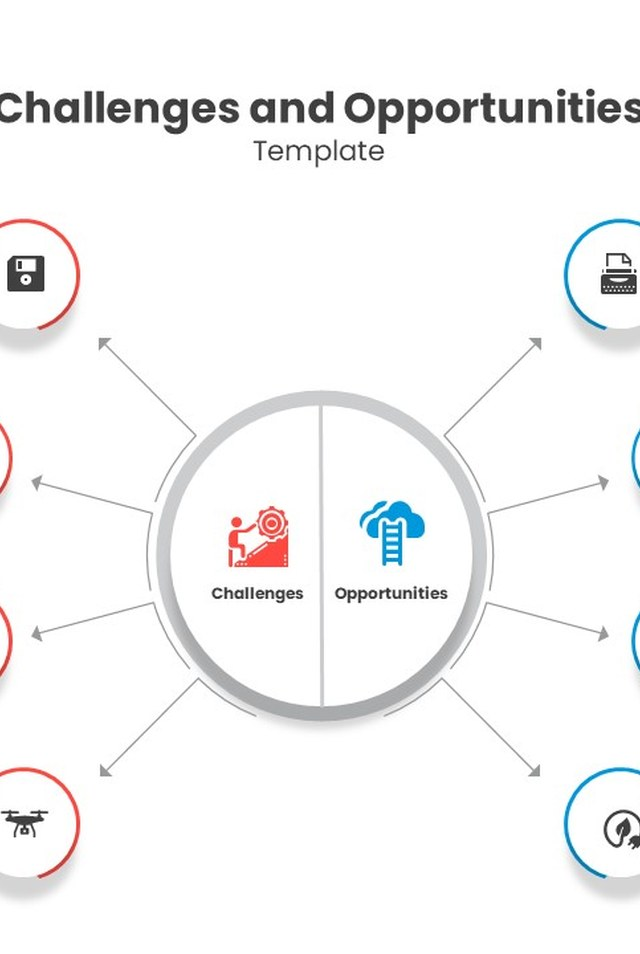 Challenges and Opportunities
Template
Challenges
Opportunities